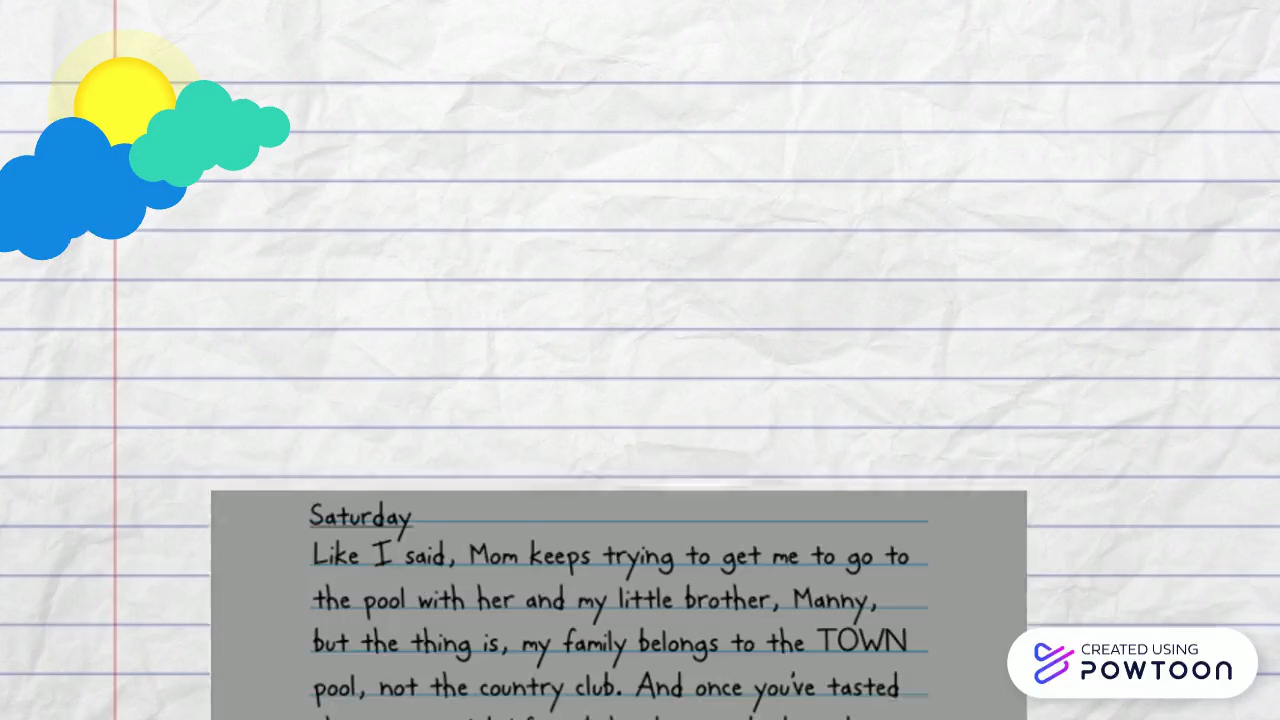 Saturday
Like I said, Mom keeps trying to get me to go to
the pool with her and my little brother, Manny,
but the thing is, my family belongs to the TOWN
pool, not the country club. And once you've tasted
CREATED USING
POWTOON